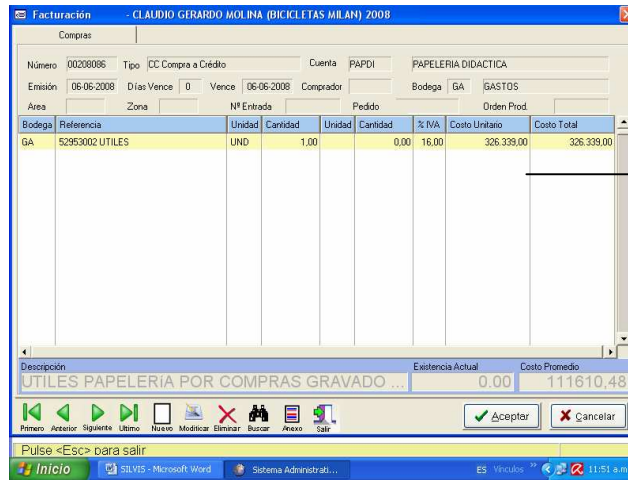 Facturación - CLAUDIO GERARDO MOLINA (BICICLETAS MILAN) 2008
Compras
Número 00208086 Tipo CC Compra a Crédito Cuenta PAPDI PAPELERIA DIDACTICA
Emisión 06-06-2008 Días Vence 0 Vence 06-06-2008 Comprador Bodega GA GASTOS
Area Zona Nº Entrada Pedido Orden Prod.
Bodega Referencia Unidad Cantidad Unidad Cantidad % IVA Costo Unitario Costo Total
GA 52953002 UTILES UND 1,00 0,00 16,00 326.339,00 326.339,00
Descripción Existencia Actual Costo Promedio
UTILES PAPELERíA POR COMPRAS GRAVADO ... 0.00 111610,48
Primero Anterior Siguiente Ultimo Nuevo Modificar Eliminar Buscar Anexo Salir Aceptar Cancelar
Pulse <Esc> para salir
Inicio SILVIS - Microsoft Word Sistema Administrati... ES Vínculos » 11:51 a.m